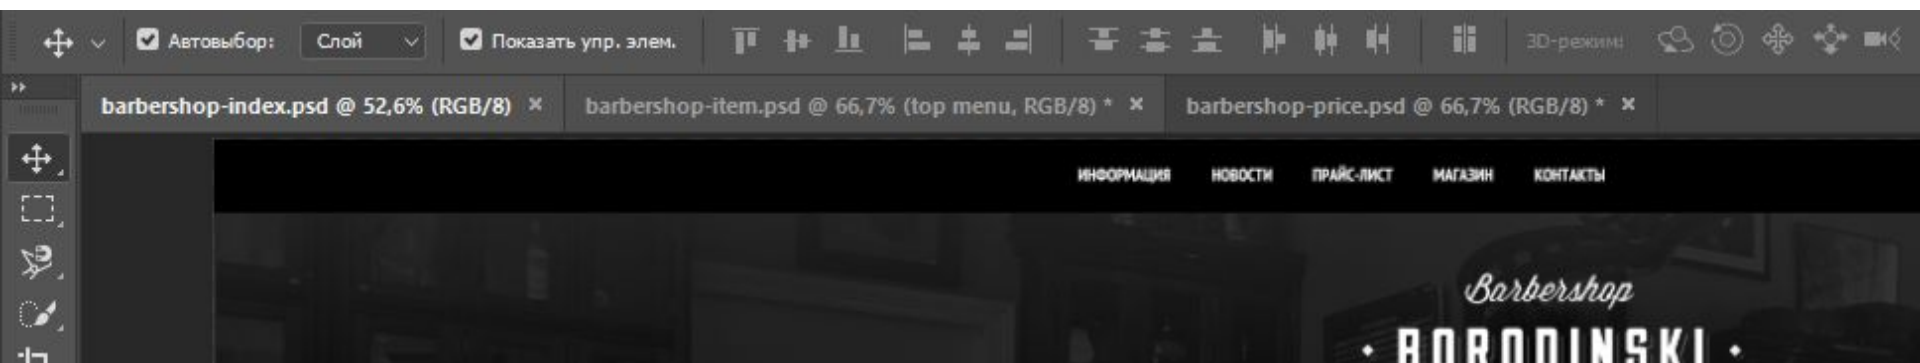 Автовыбор: Слой Показать упр. элем. 3D-режим:
barbershop-index.psd @ 52,6% (RGB/8) × barbershop-item.psd @ 66,7% (top menu, RGB/8) * × barbershop-price.psd @ 66,7% (RGB/8) * ×
ИНФОРМАЦИЯ НОВОСТИ ПРАЙС-ЛИСТ МАГАЗИН КОНТАКТЫ
Barbershop
• BORODINSKI •